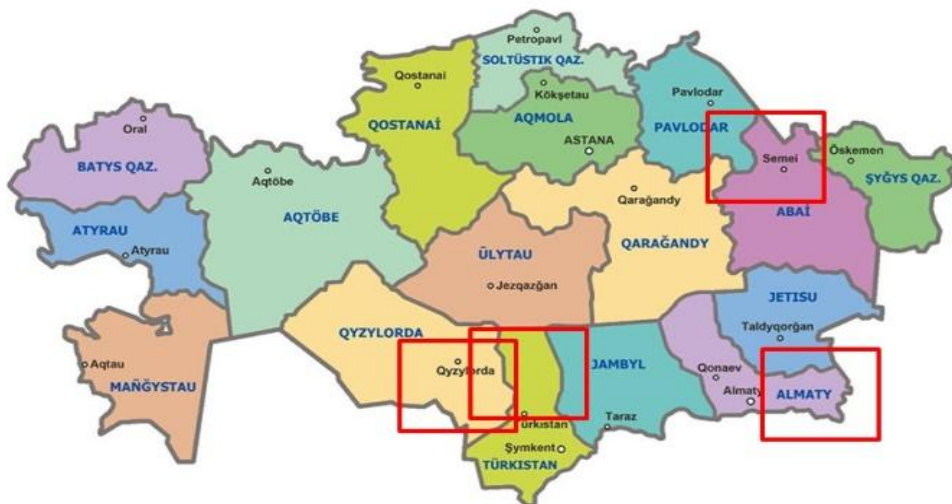 Petropavl
SOLTÜSTIK QAZ.
Qostanai
Kökşetau
Pavlodar
Oral
QOSTANAİ
AQMOLA
PAVLODAR
ASTANA
Semei
Öskemen
BATYS QAZ.
Aqtöbe
ŞYĞYS QAZ.
AQTÖBE
Qarağandy
ABAİ
ATYRAU
Atyrau
ÜLYTAU
QARAĞANDY
Jezqazğan
JETISU
QYZYLORDA
Taldyqorğan
Aqtau
MAÑĞYSTAU
Qyzylorda
JAMBYL
Qonaev
Almaty
ALMATY
ürkistan
Taraz
Şymkent
TÜRKISTAN